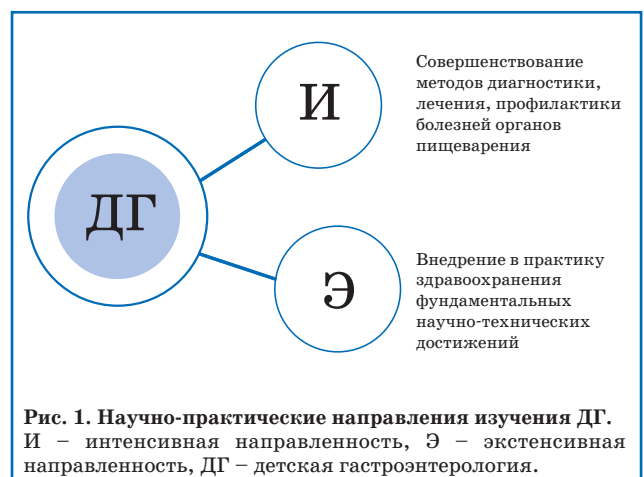 И
Совершенствование
методов диагностики,
лечения, профилактики
болезней органов
пищеварения
ДГ
Э
Внедрение в практику
здравоохранения
фундаментальных
научно-технических
достижений
Рис. 1. Научно-практические направления изучения ДГ.
И – интенсивная направленность, Э – экстенсивная
направленность, ДГ – детская гастроэнтерология.